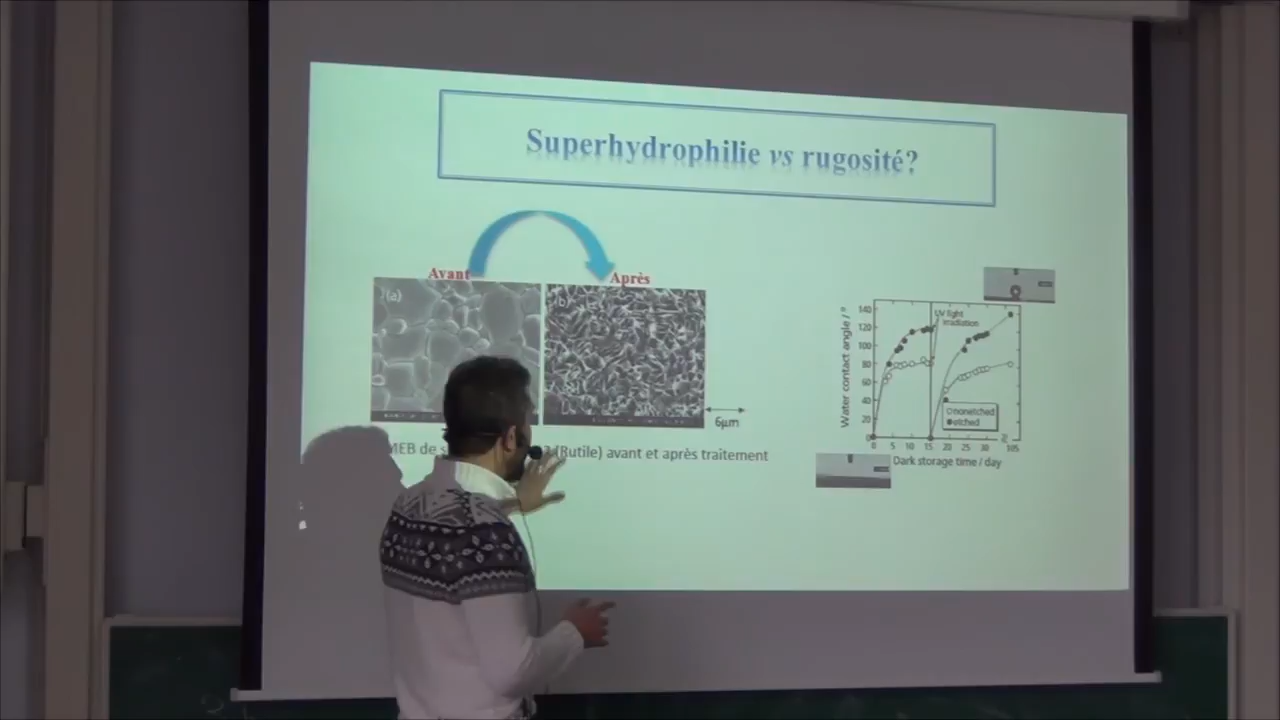 Superhydrophilie vs rugosité?
Avant
Après
(a)
(b)
6µm
MEB de
(Rutile) avant et après traitement
Water contact angle / °
140
120
100
80
60
40
20
0
UV light
irradiation
nonetched
etched
0 5 10 15 20 25 30 105
Dark storage time / day